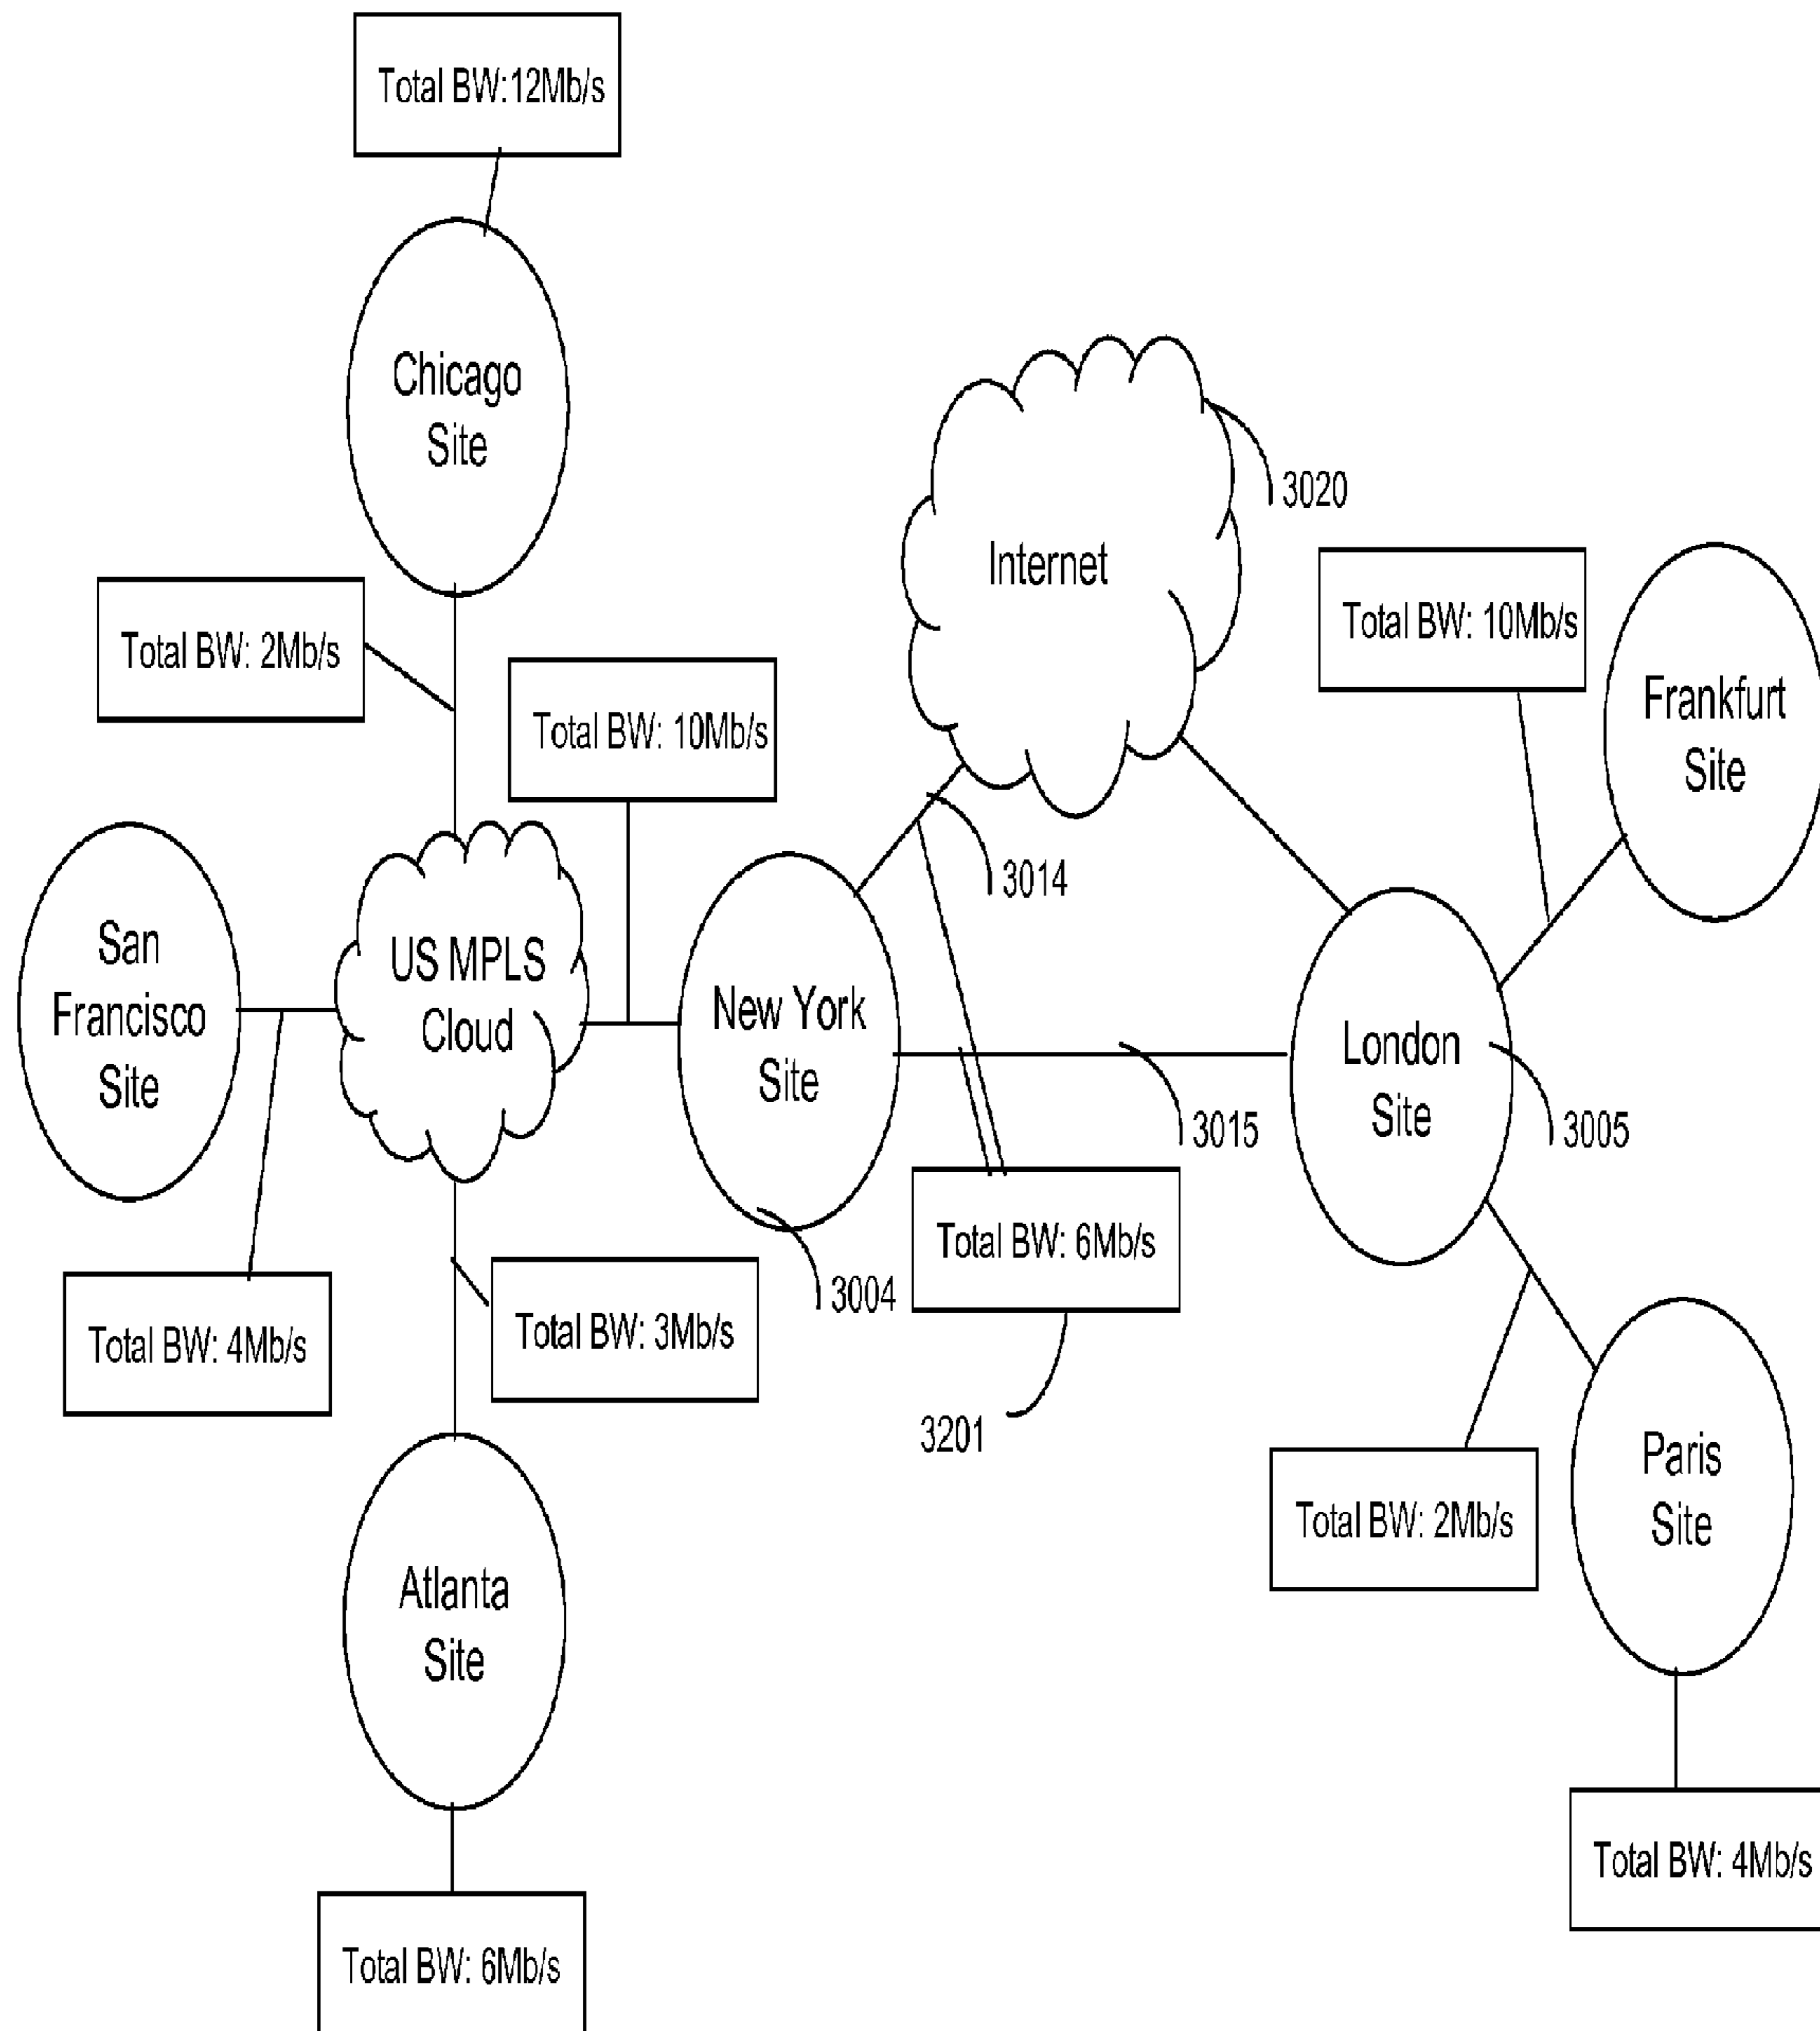 Total BW:12Mb/s
Chicago
Site
3020
Internet
Total BW: 10Mb/s
Frankfurt
Site
Total BW: 2Mb/s
Total BW: 10Mb/s
3014
San
Francisco
Site
US MPLS
Cloud
New York
Site
London
Site
3015
3005
Total BW: 6Mb/s
3004
Total BW: 4Mb/s
Total BW: 3Mb/s
3201
Paris
Site
Total BW: 2Mb/s
Atlanta
Site
Total BW: 4Mb/s
Total BW: 6Mb/s